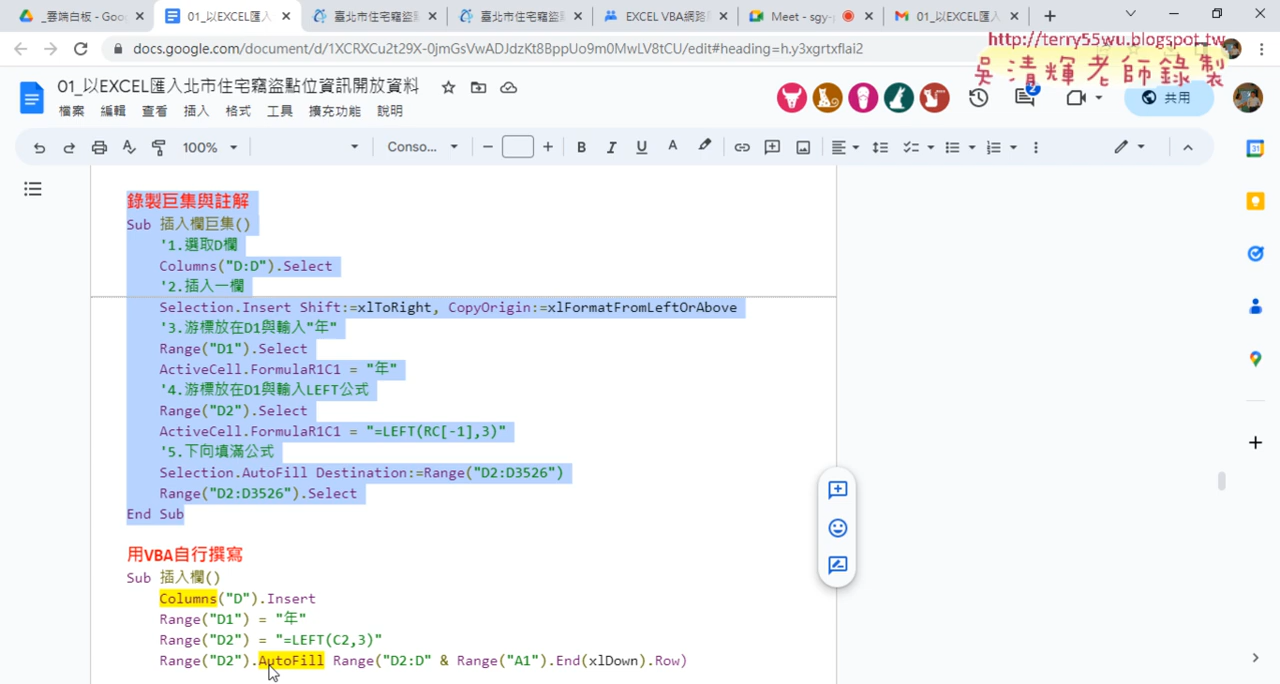 _雲端白板 - Goo
01_以EXCEL匯入
臺北市住宅竊盜
臺北市住宅竊盜
EXCEL VBA網路
Meet - sgy-
01_以EXCEL匯入
docs.google.com/document/d/1XCRXCu2t29X-0jmGsVwADJdzKt8BppUo9m0MwLV8tCU/edit#heading=h.y3xgrtxflai2
http://terry55wu.blogspot.tw
吳清輝老師錄製
01_以EXCEL匯入北市住宅竊盜點位資訊開放資料
檔案 編輯 查看 插入 格式 工具 擴充功能 說明
2
共用
100%
Conso...
B I U A
31
錄製巨集與註解
Sub 插入欄巨集()
'1.選取D欄
Columns("D:D").Select
'2.插入一欄
Selection.Insert Shift:=xlToRight, CopyOrigin:=xlFormatFromLeftOrAbove
'3.游標放在D1與輸入"年"
Range("D1").Select
ActiveCell.FormulaR1C1 = "年"
'4.游標放在D1與輸入LEFT公式
Range("D2").Select
ActiveCell.FormulaR1C1 = "=LEFT(RC[-1],3)"
'5.下向填滿公式
Selection.AutoFill Destination:=Range("D2:D3526")
Range("D2:D3526").Select
End Sub
用VBA自行撰寫
Sub 插入欄()
Columns("D").Insert
Range("D1") = "年"
Range("D2") = "=LEFT(C2,3)"
Range("D2").AutoFill Range("D2:D" & Range("A1").End(xlDown).Row)